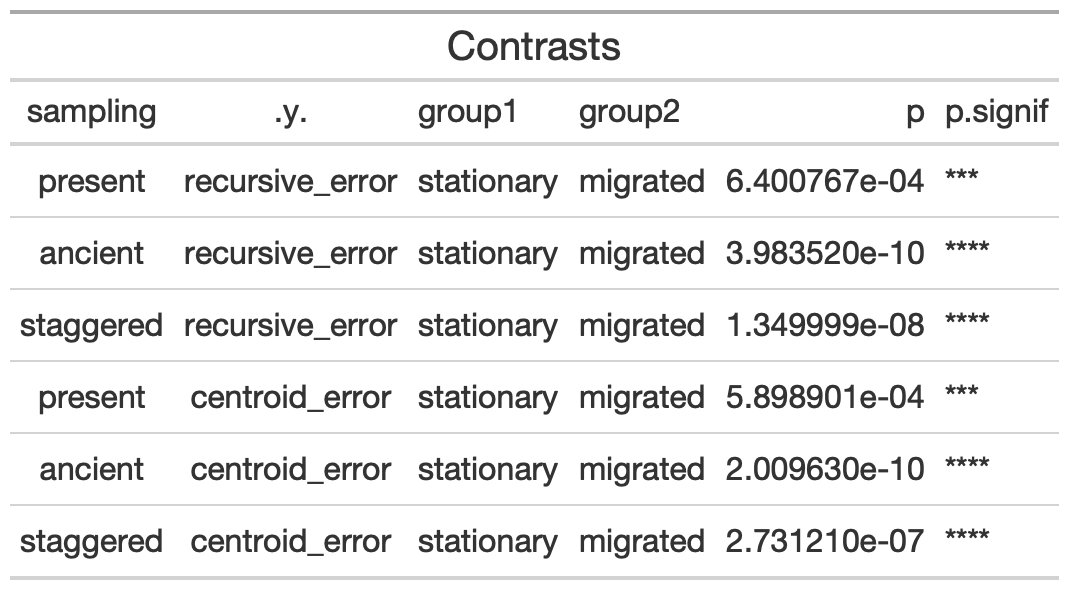 Contrasts
sampling .y. group1 group2 p p.signif
present recursive_error stationary migrated 6.400767e-04 ***
ancient recursive_error stationary migrated 3.983520e-10 ****
staggered recursive_error stationary migrated 1.349999e-08 ****
present centroid_error stationary migrated 5.898901e-04 ***
ancient centroid_error stationary migrated 2.009630e-10 ****
staggered centroid_error stationary migrated 2.731210e-07 ****